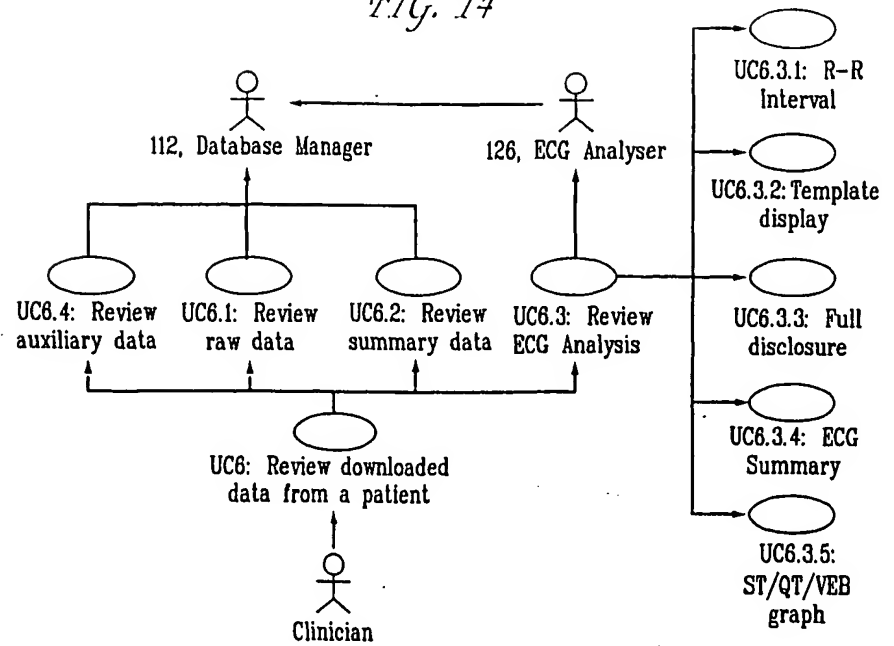 FIG. 14
UC6.3.1: R-R
Interval
112, Database Manager
126, ECG Analyser
UC6.3.2: Template
display
UC6.4: Review
auxiliary data
UC6.1: Review
raw data
UC6.2: Review
summary data
UC6.3: Review
ECG Analysis
UC6.3.3: Full
disclosure
UC6: Review downloaded
data from a patient
UC6.3.4: ECG
Summary
UC6.3.5:
ST/QT/VEB
graph
Clinician